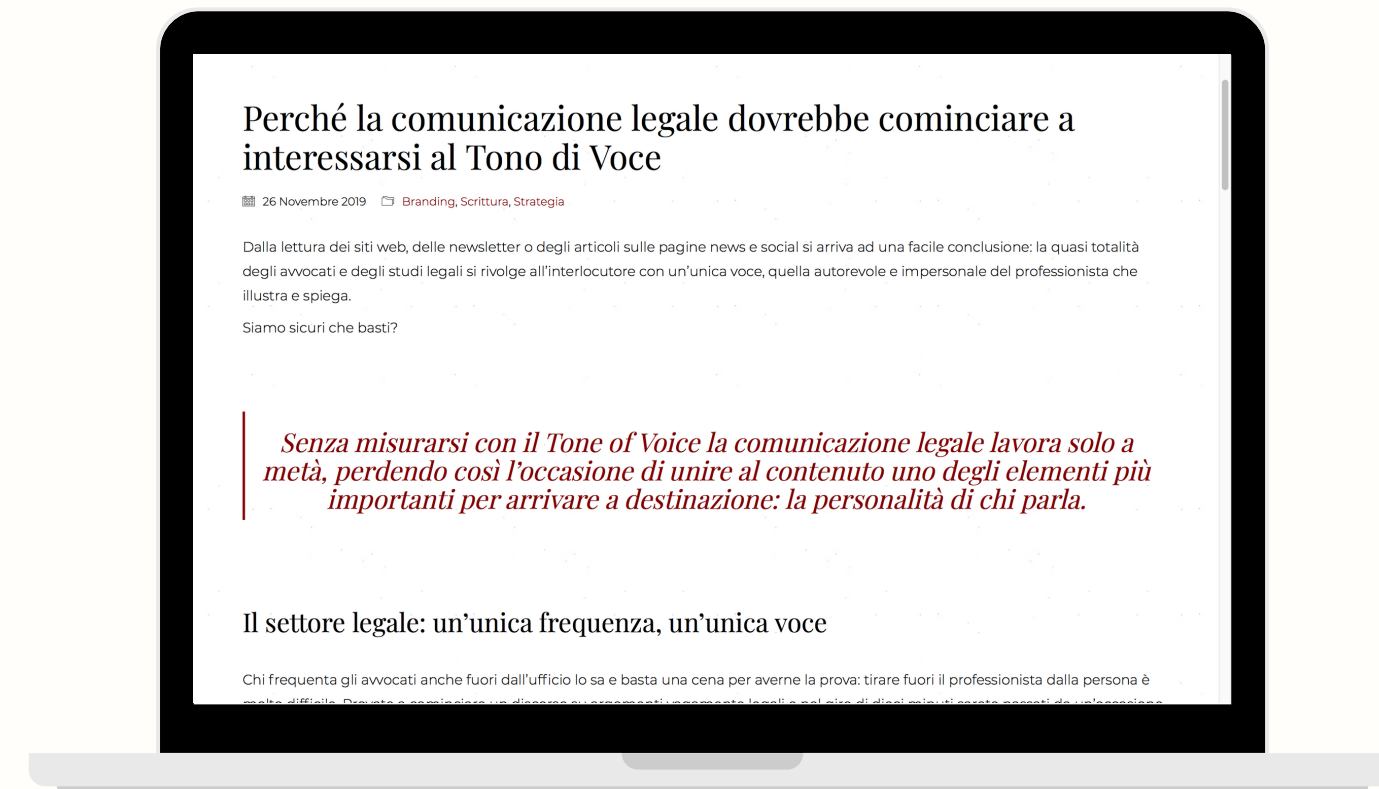 Perché la comunicazione legale dovrebbe cominciare a
interessarsi al Tono di Voce
26 Novembre 2019 Branding, Scrittura, Strategia
Dalla lettura dei siti web, delle newsletter o degli articoli sulle pagine news e social si arriva ad una facile conclusione: la quasi totalità
degli avvocati e degli studi legali si rivolge all’interlocutore con un’unica voce, quella autorevole e impersonale del professionista che
illustra e spiega.
Siamo sicuri che basti?
Senza misurarsi con il Tone of Voice la comunicazione legale lavora solo a
metà, perdendo così l’occasione di unire al contenuto uno degli elementi più
importanti per arrivare a destinazione: la personalità di chi parla.
Il settore legale: un’unica frequenza, un’unica voce
Chi frequenta gli avvocati anche fuori dall’ufficio lo sa e basta una cena per averne la prova: tirare fuori il professionista dalla persona è